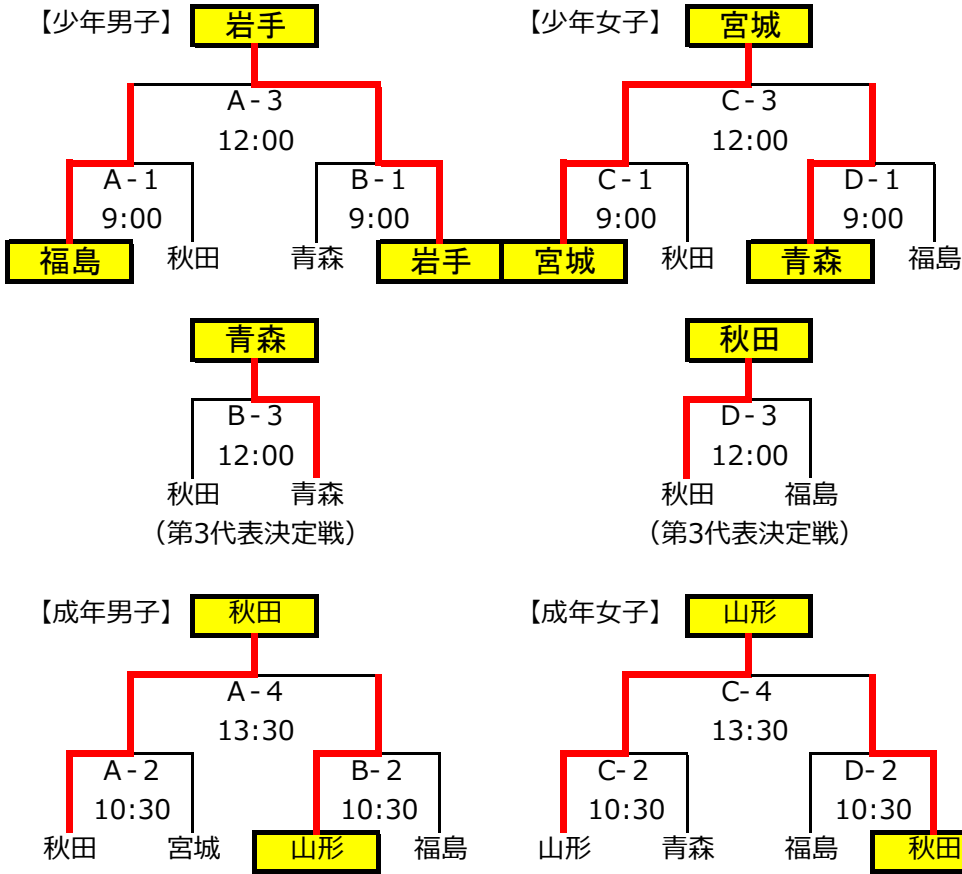 【少年男子】 岩手 【少年女子】 宮城
A-3 C-3
12:00 12:00
A-1 B-1 C-1 D-1
9:00 9:00 9:00 9:00
福島 秋田 青森 岩手 宮城 秋田 青森 福島
青森 秋田
B-3 D-3
12:00 12:00
秋田 青森 秋田 福島
(第3代表決定戦) (第3代表決定戦)
【成年男子】 秋田 【成年女子】 山形
A-4 C-4
13:30 13:30
A-2 B-2 C-2 D-2
10:30 10:30 10:30 10:30
秋田 宮城 山形 福島 山形 青森 福島 秋田